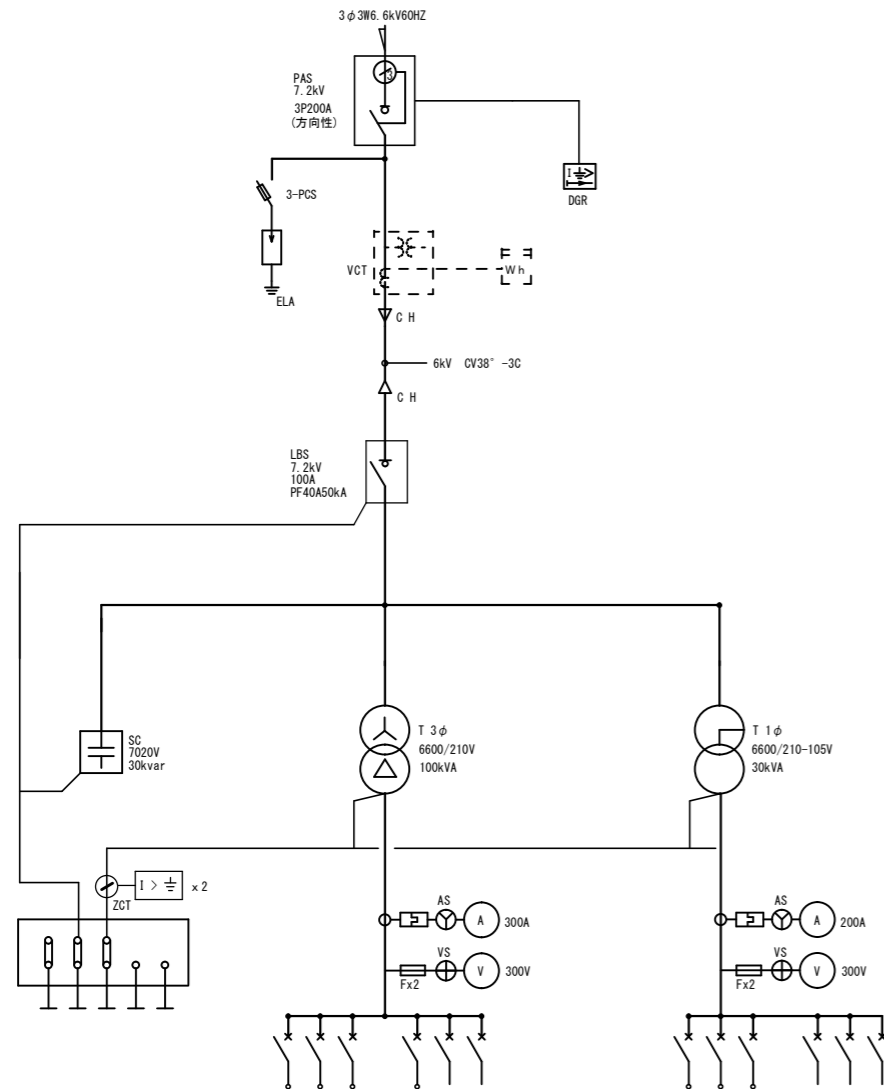 3φ3W6.6kV60HZ
PAS
7.2kV
3P200A
(方向性)
3
I
DGR
3-PCS
ELA
VCT
Wh
C H
6kV CV38°-3C
C H
LBS
7.2kV
100A
PF40A50kA
SC
7020V
30kvar
T 3φ
6600/210V
100kVA
T 1φ
6600/210-105V
30kVA
I > x2
ZCT
AS
A 300A
VS
V 300V
Fx2
AS
A 200A
VS
V 300V
Fx2